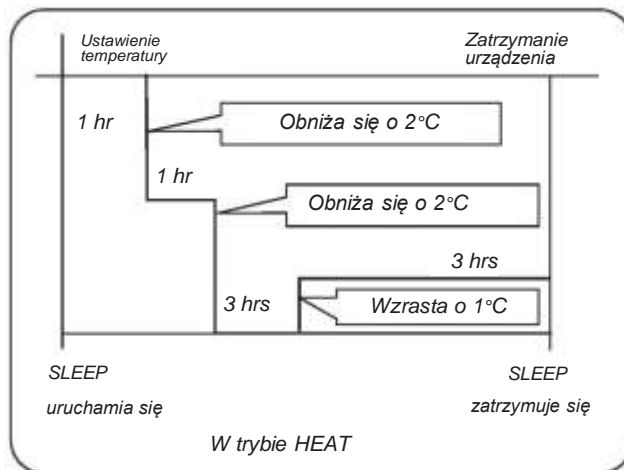 Ustawienie
temperatury
Zatrzymanie
urządzenia
1 hr
Obniża się o 2°C
1 hr
Obniża się o 2°C
3 hrs
3 hrs
Wzrasta o 1°C
SLEEP
uruchamia się
SLEEP
zatrzymuje się
W trybie HEAT